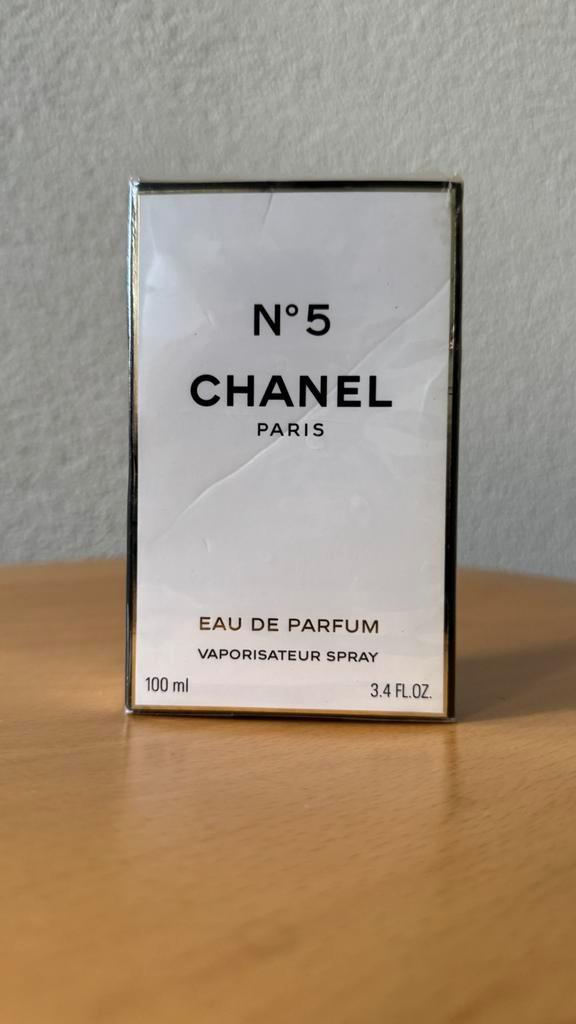 N°5
CHANEL
PARIS
EAU DE PARFUM
VAPORISATEUR SPRAY
100 ml 3.4 FL.OZ.